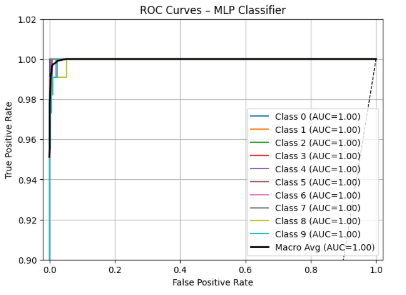 ROC Curves – MLP Classifier
1.02
1.00
0.98
0.96
0.94
0.92
0.90
True Positive Rate
Class 0 (AUC=1.00)
Class 1 (AUC=1.00)
Class 2 (AUC=1.00)
Class 3 (AUC=1.00)
Class 4 (AUC=1.00)
Class 5 (AUC=1.00)
Class 6 (AUC=1.00)
Class 7 (AUC=1.00)
Class 8 (AUC=1.00)
Class 9 (AUC=1.00)
Macro Avg (AUC=1.00)
0.0 0.2 0.4 0.6 0.8 1.0
False Positive Rate